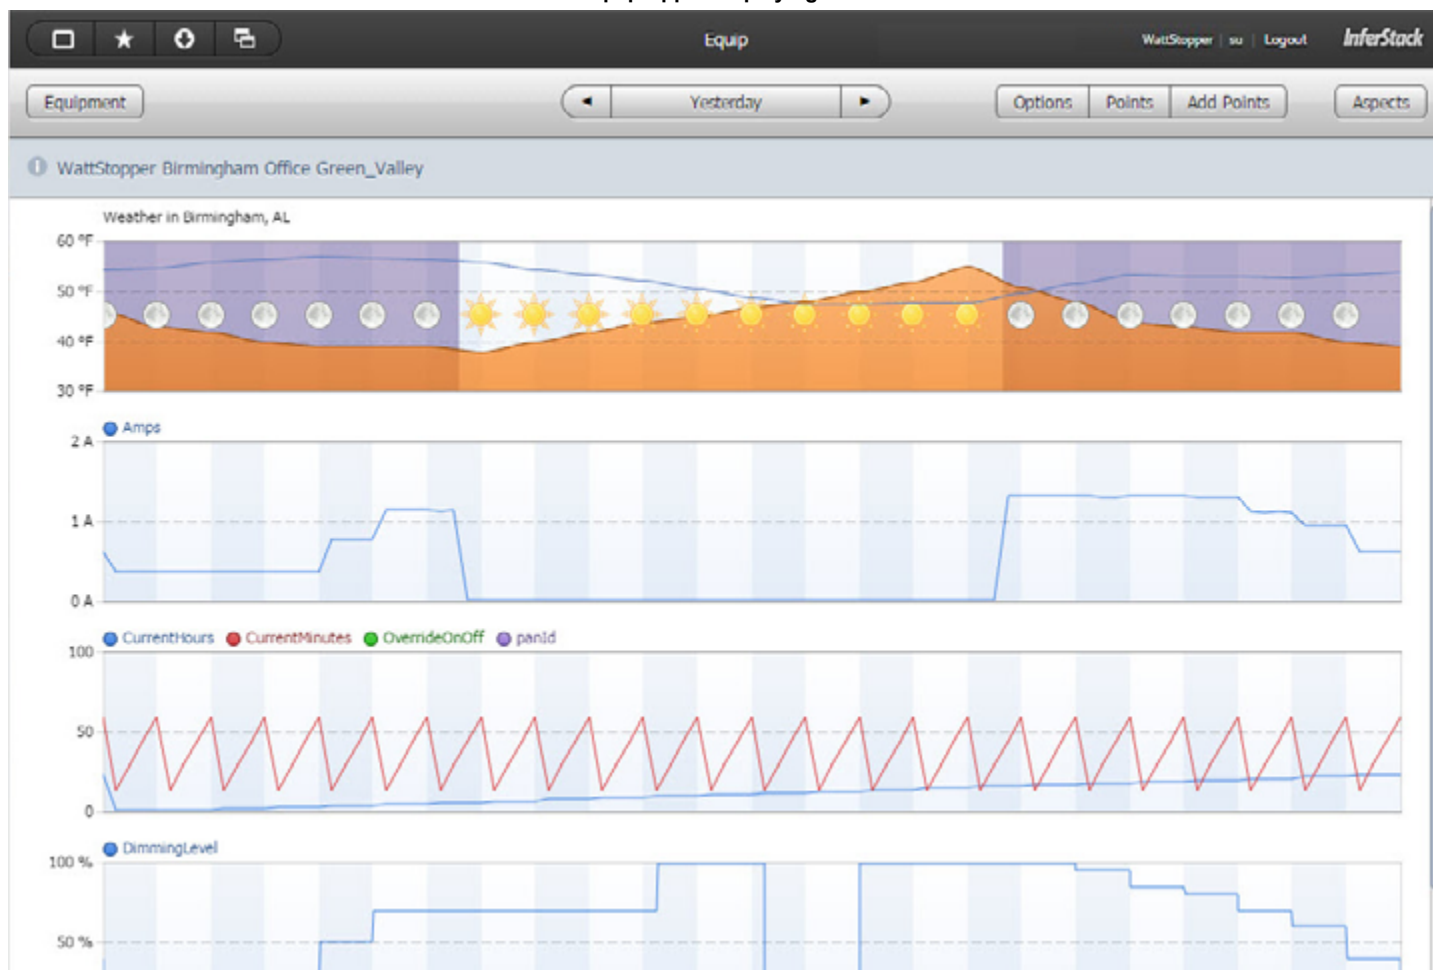 Equip
WattStopper | su | Logout
InferStack
Equipment
Yesterday
Options
Points
Add Points
Aspects
WattStopper Birmingham Office Green_Valley
Weather in Birmingham, AL
60 °F
50 °F
40 °F
30 °F
Amps
2 A
1 A
0 A
CurrentHours CurrentMinutes OverrideOnOff panId
100
50
0
DimmingLevel
100 %
50 %